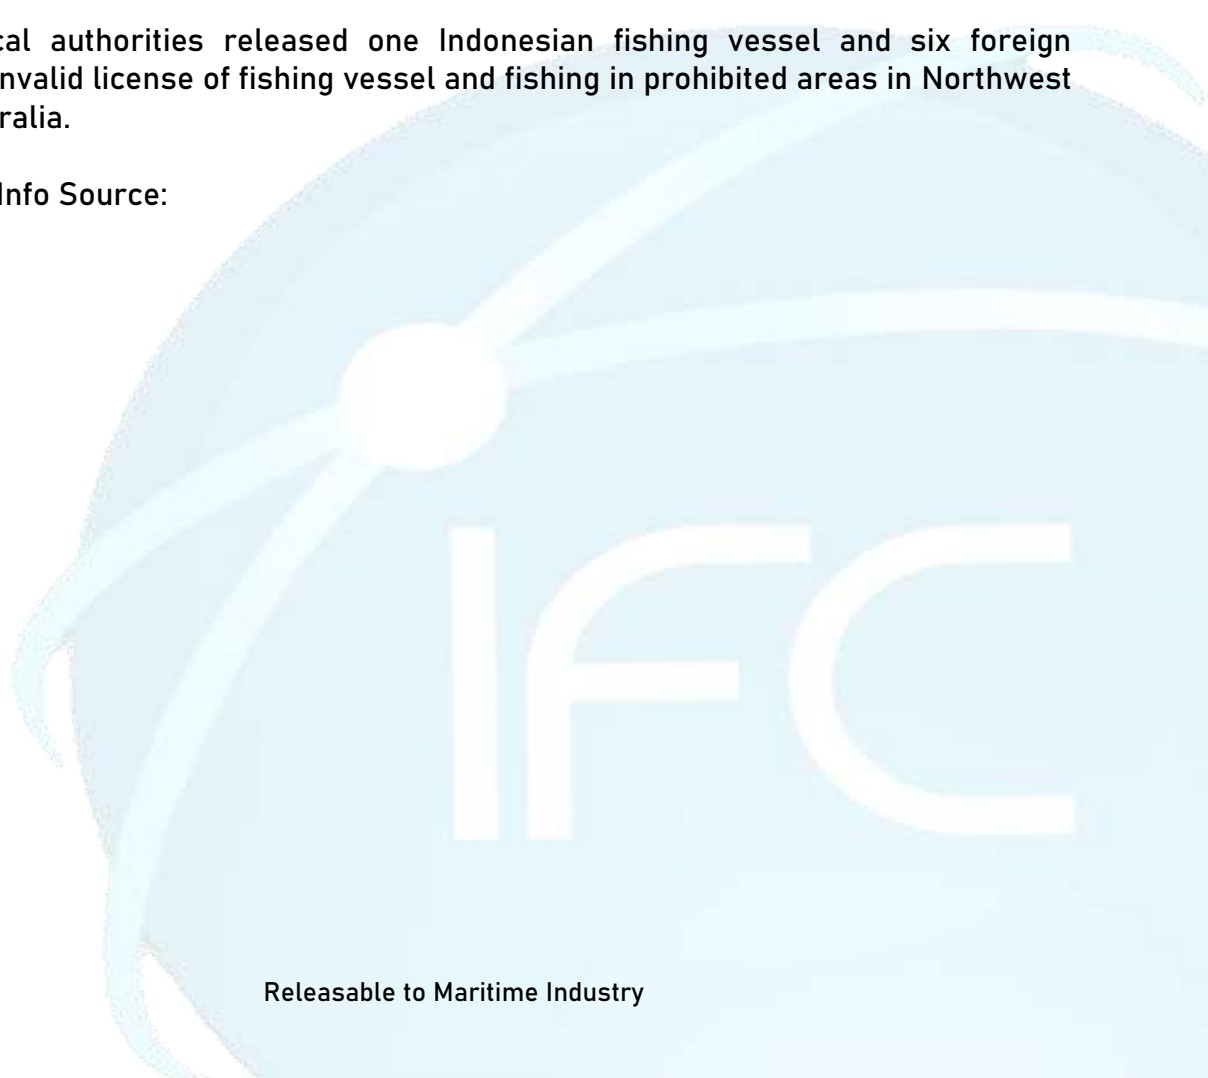 authorities released one Indonesian fishing vessel and six foreign
nvalid license of fishing vessel and fishing in prohibited areas in Northwest
ralia.
Info Source:
IFC
Releasable to Maritime Industry